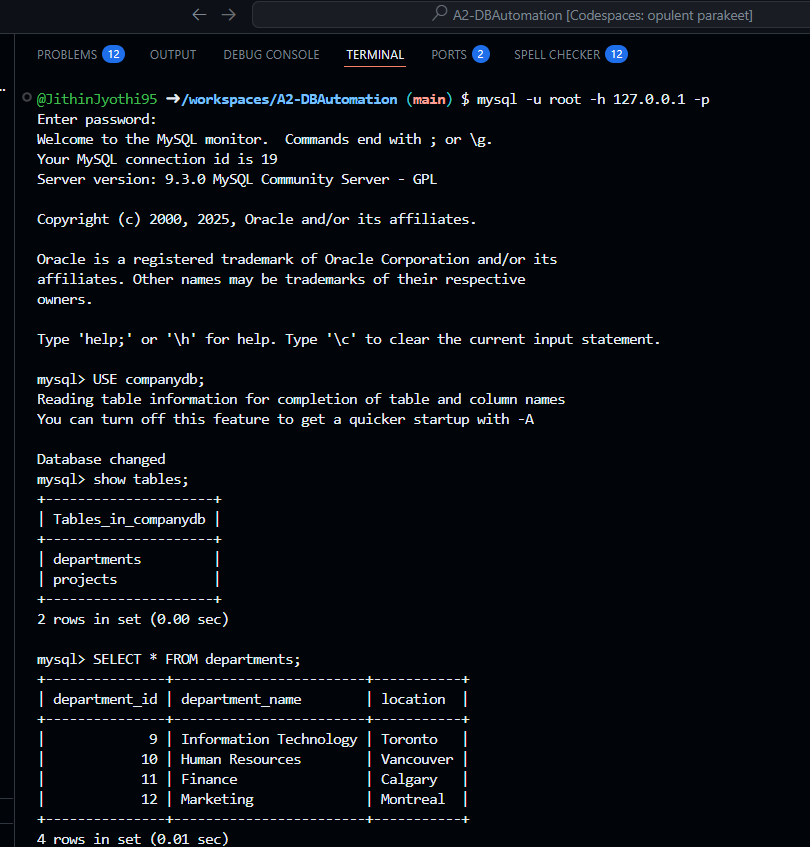 A2-DBAutomation [Codespaces: opulent parakeet]
PROBLEMS 12 OUTPUT DEBUG CONSOLE TERMINAL PORTS 2 SPELL CHECKER 12
@JithinJyothi95 ➜/workspaces/A2-DBAutomation (main) $ mysql -u root -h 127.0.0.1 -p
Enter password:
Welcome to the MySQL monitor.  Commands end with ; or \g.
Your MySQL connection id is 19
Server version: 9.3.0 MySQL Community Server - GPL
Copyright (c) 2000, 2025, Oracle and/or its affiliates.
Oracle is a registered trademark of Oracle Corporation and/or its
affiliates. Other names may be trademarks of their respective
owners.
Type 'help;' or '\h' for help. Type '\c' to clear the current input statement.
mysql> USE companydb;
Reading table information for completion of table and column names
You can turn off this feature to get a quicker startup with -A
Database changed
mysql> show tables;
+---------------------+
| Tables_in_companydb |
+---------------------+
| departments         |
| projects            |
+---------------------+
2 rows in set (0.00 sec)
mysql> SELECT * FROM departments;
+---------------+------------------------+-----------+
| department_id | department_name        | location  |
+---------------+------------------------+-----------+
|             9 | Information Technology | Toronto   |
|            10 | Human Resources        | Vancouver |
|            11 | Finance                | Calgary   |
|            12 | Marketing              | Montreal  |
+---------------+------------------------+-----------+
4 rows in set (0.01 sec)